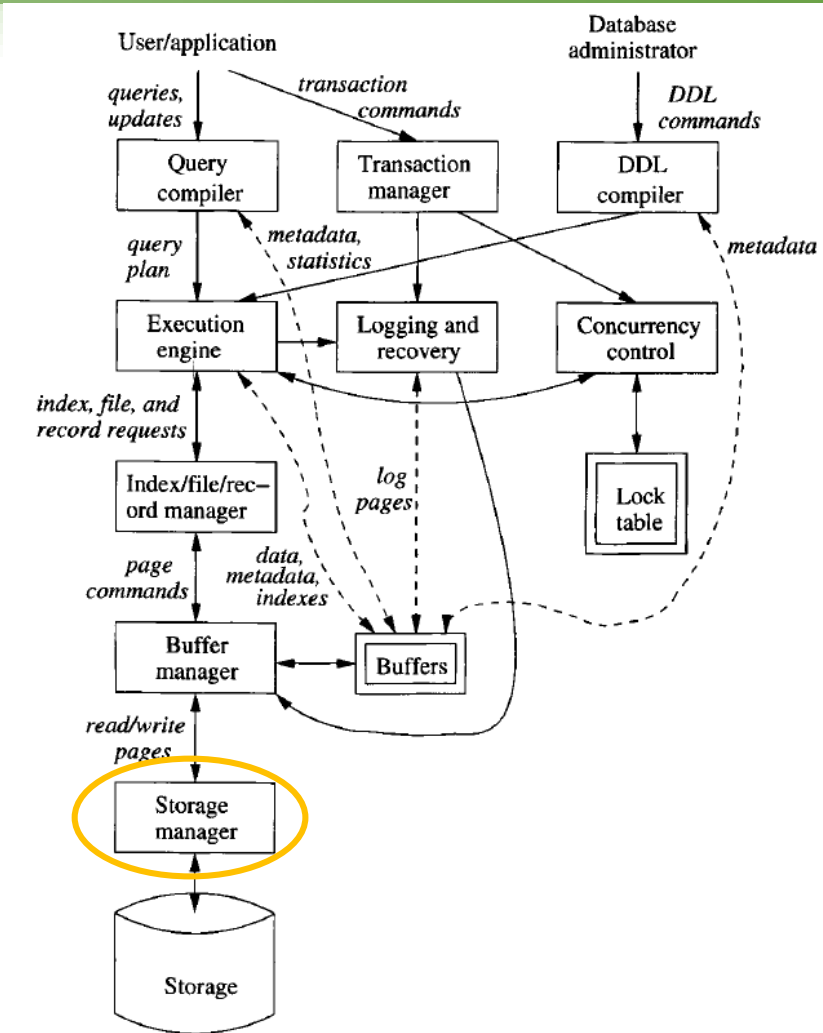 User/application
Database
administrator
queries,
updates
transaction
commands
DDL
commands
Query
compiler
Transaction
manager
DDL
compiler
query
plan
metadata,
statistics
metadata
Execution
engine
Logging and
recovery
Concurrency
control
index, file, and
record requests
Index/file/rec–
ord manager
log
pages
Lock
table
page
commands
data,
metadata,
indexes
Buffer
manager
Buffers
read/write
pages
Storage
manager
Storage